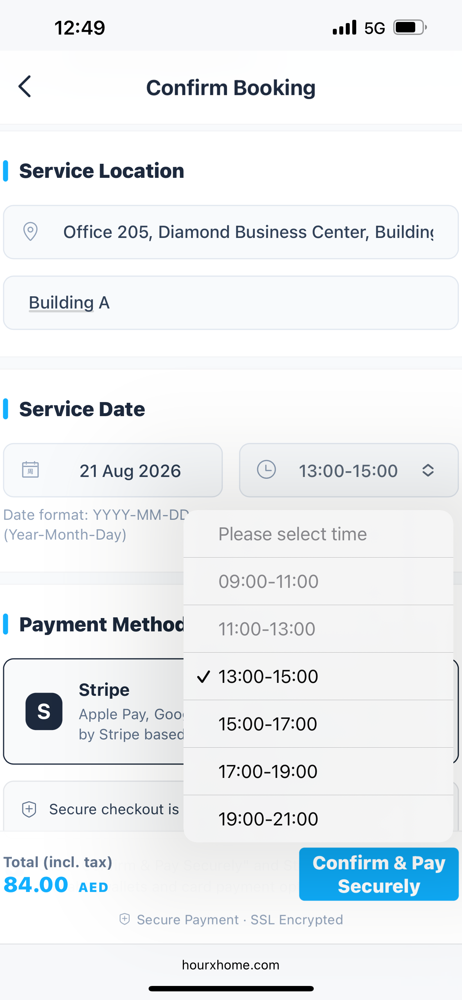 12:49
5G
Confirm Booking
Service Location
Office 205, Diamond Business Center, Building
Building A
Service Date
周
21 Aug 2026
13:00-15:00
Date format: YYYY-MM-DD
(Year-Month-Day)
Please select time
09:00-11:00
11:00-13:00
13:00-15:00
15:00-17:00
17:00-19:00
19:00-21:00
Payment Method
S
Stripe
Apple Pay,
by Stripe based
Secure checkout is
Total (incl. tax)
84.00 AED
Confirm & Pay
Securely
Secure Payment · SSL Encrypted
hourxhome.com